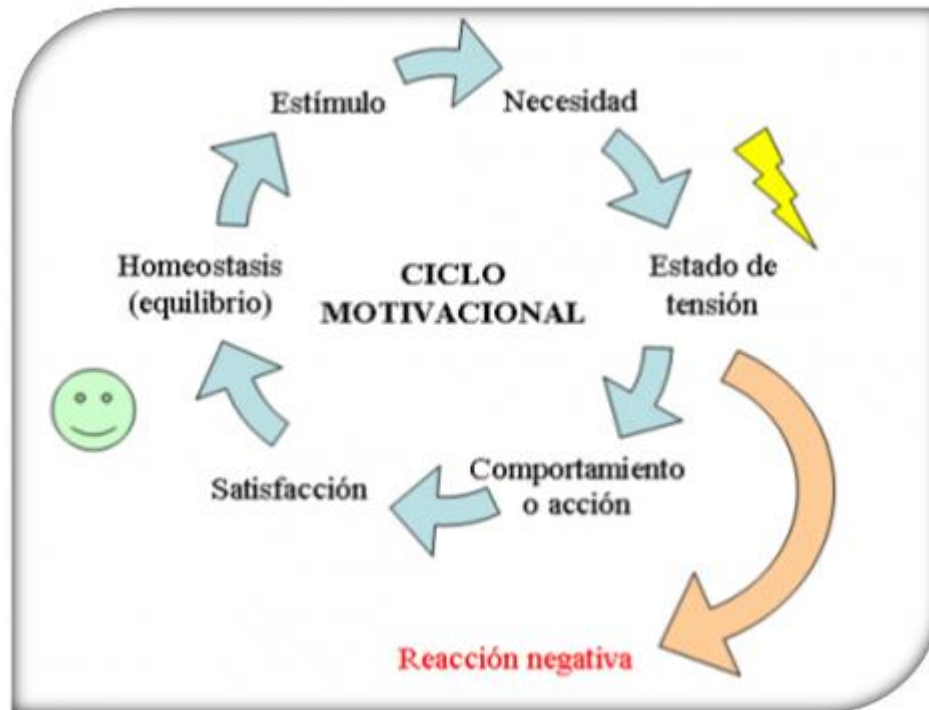 Estímulo
Necesidad
Homeostasis
(equilibrio)
CICLO
MOTIVACIONAL
Estado de
tensión
Satisfacción
Comportamiento
o acción
Reacción negativa